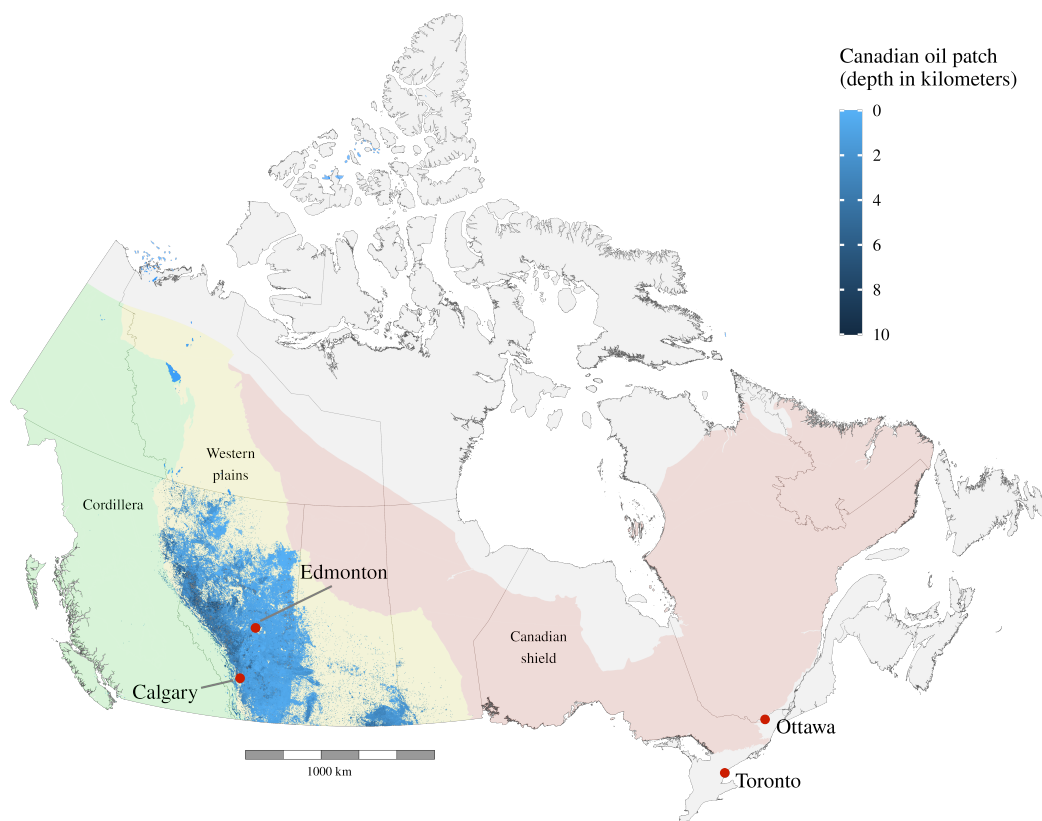 Canadian oil patch
(depth in kilometers)
0
2
4
6
8
10
Western
plains
Cordillera
Edmonton
Canadian
shield
Calgary
Ottawa
1000 km
Toronto